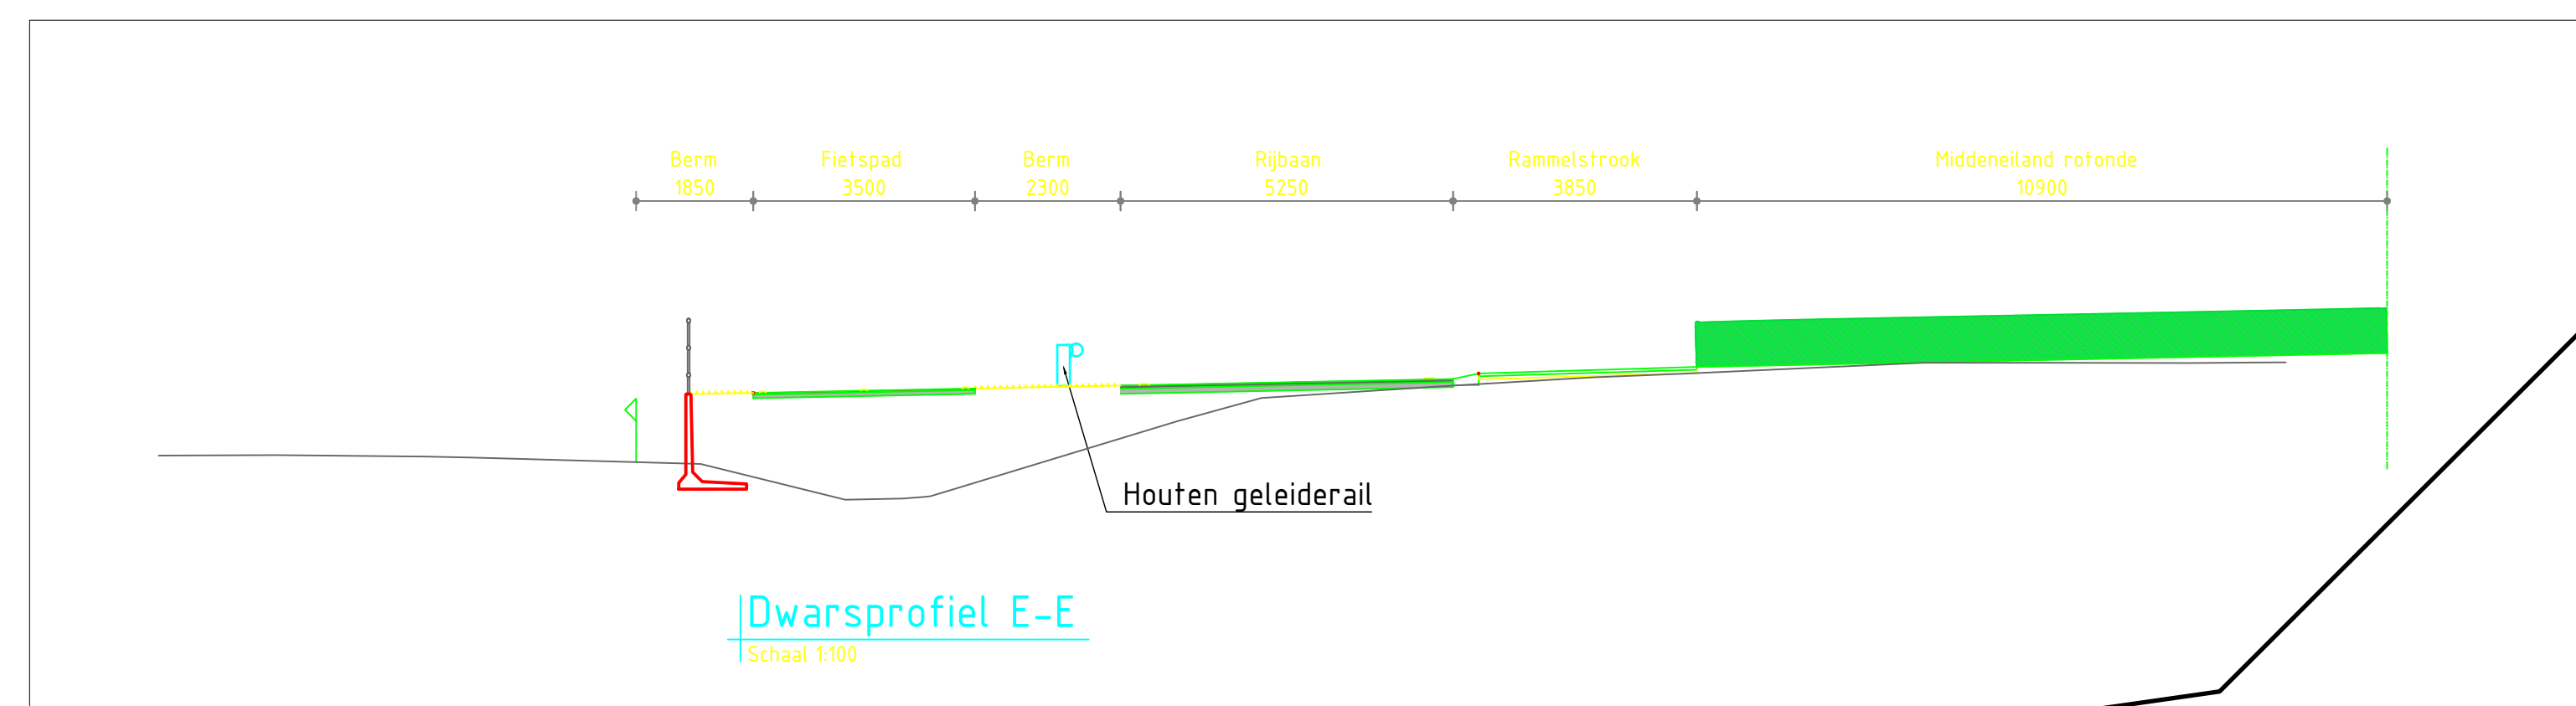 Berm Fietspad Berm Rijbaan Rammelstrook Middeneiland rotonde
1850 3500 2300 5250 3850 10900
Houten geleiderail
Dwarsprofiel E-E
Schaal 1:100